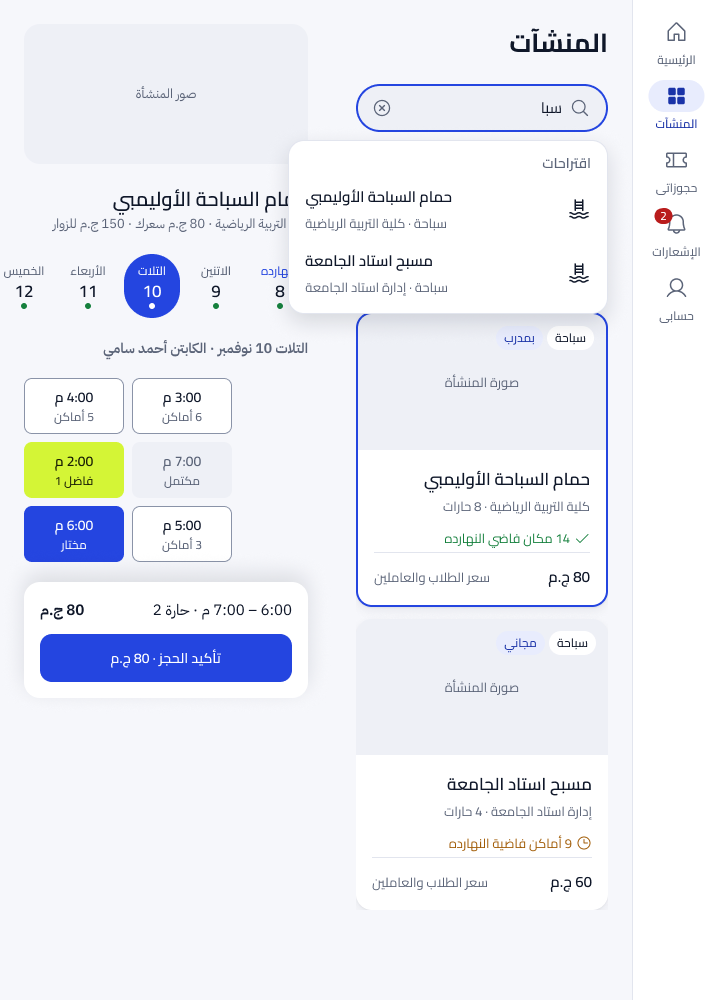 الرئيسية
المنشآت
حجوزاتى
2
الإشعارات
حسابى
المنشآت
سبا
اقتراحات
حمام السباحة الأوليمبي
سباحة · كلية التربية الرياضية
مسبح استاد الجامعة
سباحة · إدارة استاد الجامعة
سباحة
بمدرب
صورة المنشأة
حمام السباحة الأوليمبي
كلية التربية الرياضية · 8 حارات
14 مكان فاضي النهارده
80 ج.م
سعر الطلاب والعاملين
سباحة
مجاني
صورة المنشأة
مسبح استاد الجامعة
إدارة استاد الجامعة · 4 حارات
9 أماكن فاضية النهارده
60 ج.م
سعر الطلاب والعاملين
صور المنشأة
السباحة الأوليمبي
التربية الرياضية · 80 ج.م سعرك · 150 ج.م للزوار
8
الاتنين
9
التلات
10
الأربعاء
11
الخميس
12
التلات 10 نوفمبر · الكابتن أحمد سامي
3:00 م
6 أماكن
4:00 م
5 أماكن
7:00 م
مكتمل
2:00 م
فاضل 1
5:00 م
3 أماكن
6:00 م
مختار
6:00 – 7:00 م · حارة 2
80 ج.م
تأكيد الحجز · 80 ج.م